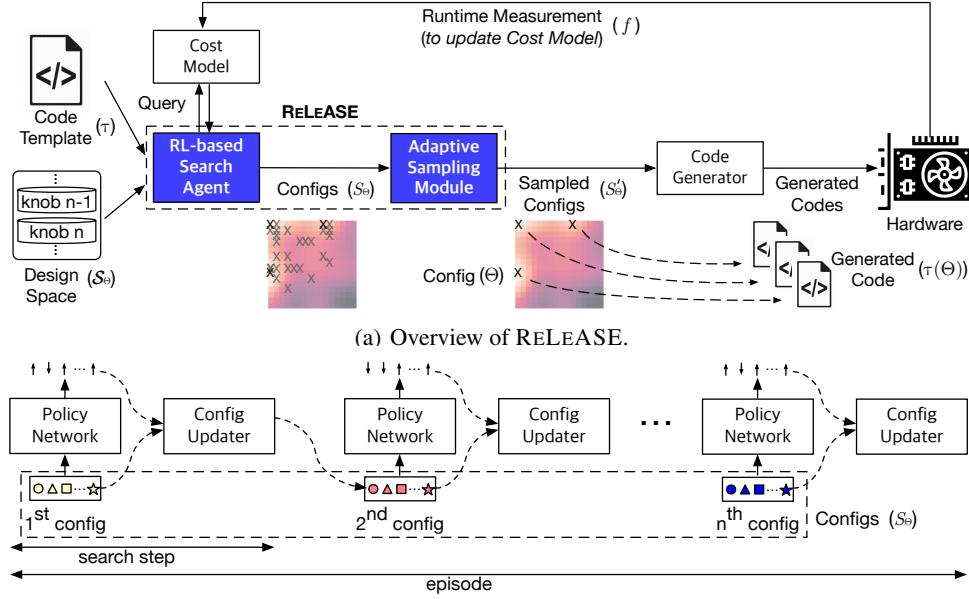 Runtime Measurement
(to update Cost Model) (f)
Cost
Model
</>
Code
Template (τ)
Query
RELEASE
RL-based
Search
Agent
Configs (SΘ)
Adaptive
Sampling
Module
Sampled (S′Θ)
Configs
Code
Generator
Generated
Codes
Hardware
knob n-1
knob n
Design
Space (𝒮Θ)
Config (Θ)
</>
</>
</>
Generated
Code (τ(Θ))
(a) Overview of RELEASE.
Policy
Network
Config
Updater
Policy
Network
Config
Updater
...
Policy
Network
Config
Updater
1st config
2nd config
nth config
Configs (SΘ)
search step
episode